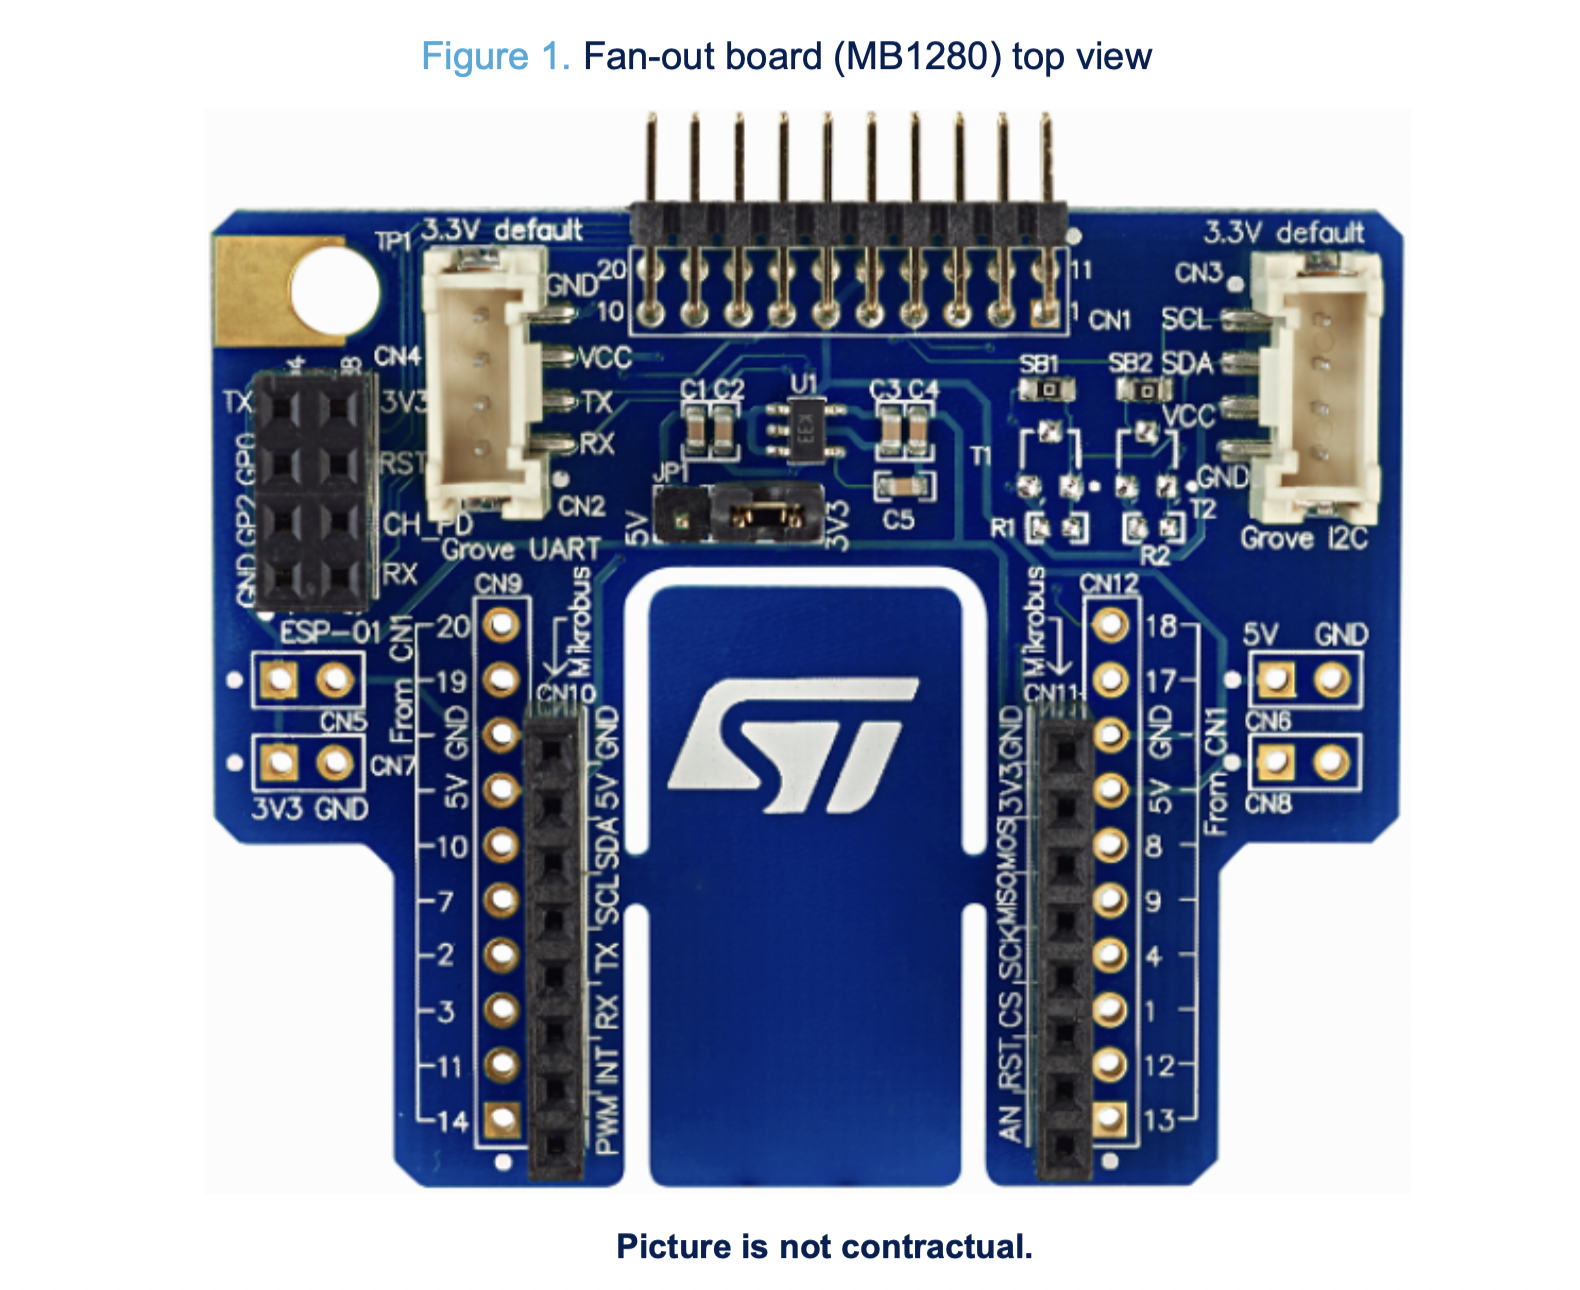 Figure 1. Fan-out board (MB1280) top view
TP1
3.3V default
3.3V default
GND
20
11
10
1
CN1
CN3
SCL
SDA
VCC
GND
CN4
VCC
TX
RX
CN2
Grove UART
TX
GP0
GP2
GND
3V3
RST
CH_PD
RX
ESP-01
C1
C2
U1
C3
C4
C5
JP1
5V
3V3
SB1
SB2
T1
T2
R1
R2
Grove I2C
CN9
Mikrobus
CN10
From CN1
20
19
GND
5V
10
7
2
3
11
14
GND
5V
SDA
SCL
TX
RX
INT
PWM
ST
CN12
Mikrobus
CN11
GND
3V3
MOSI
MISO
SCK
CS
RST
AN
18
17
GND
5V
8
9
4
1
12
13
From CN1
CN5
CN7
3V3 GND
5V GND
CN6
CN8
Picture is not contractual.